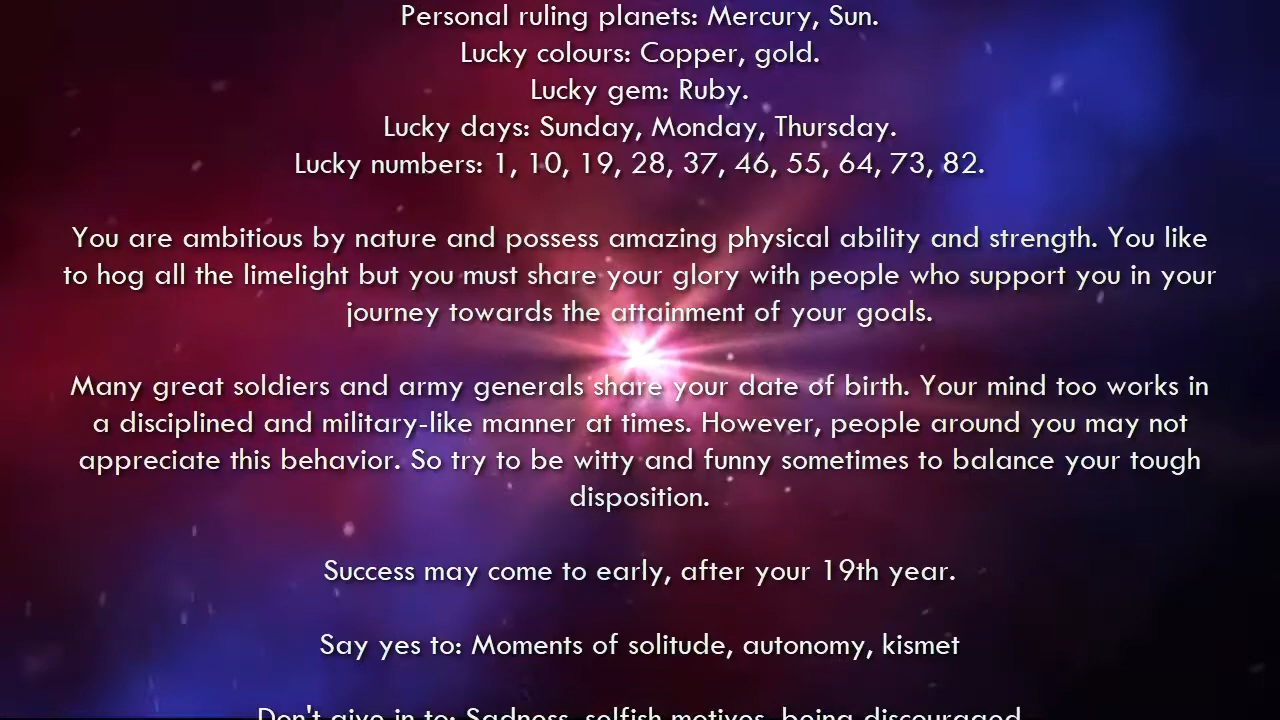 Personal ruling planets: Mercury, Sun.
Lucky colours: Copper, gold.
Lucky gem: Ruby.
Lucky days: Sunday, Monday, Thursday.
Lucky numbers: 1, 10, 19, 28, 37, 46, 55, 64, 73, 82.
You are ambitious by nature and possess amazing physical ability and strength. You like
to hog all the limelight but you must share your glory with people who support you in your
journey towards the attainment of your goals.
Many great soldiers and army generals share your date of birth. Your mind too works in
a disciplined and military-like manner at times. However, people around you may not
appreciate this behavior. So try to be witty and funny sometimes to balance your tough
disposition.
Success may come to early, after your 19th year.
Say yes to: Moments of solitude, autonomy, kismet
Don't give in to: Sadness, selfish motives, being discouraged